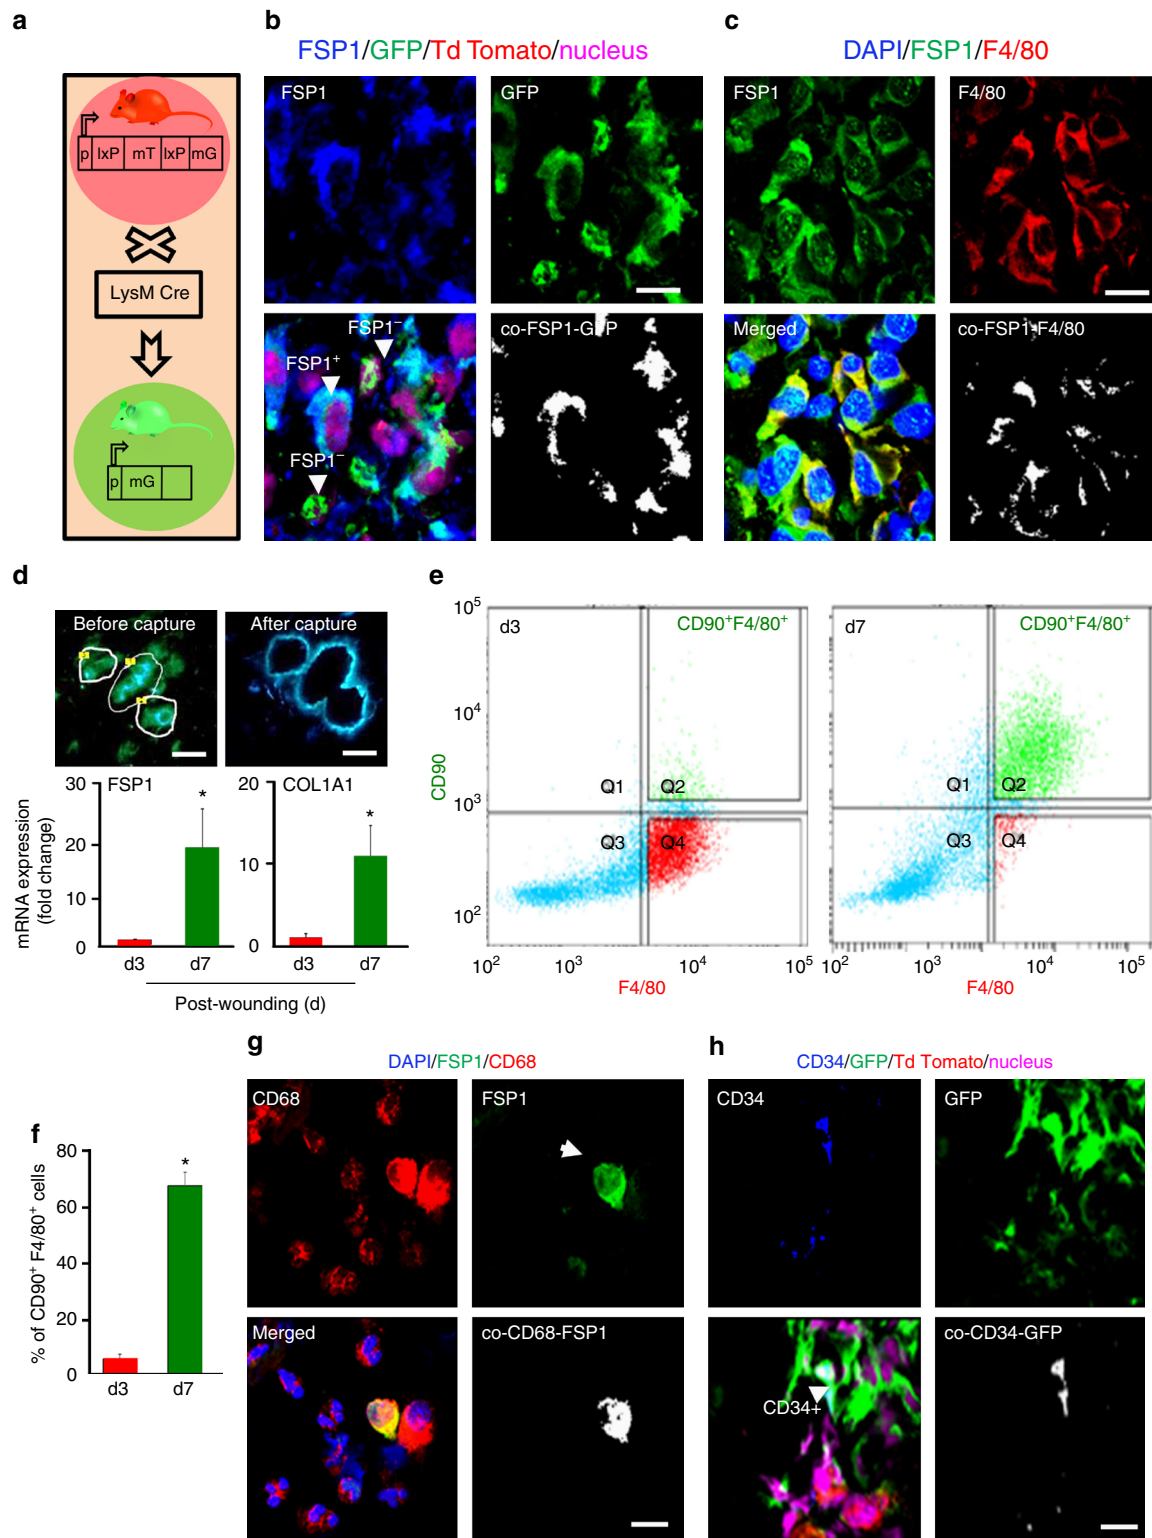 a
p lxP mT lxP mG
LysM Cre
p mG
b
FSP1/GFP/Td Tomato/nucleus
FSP1
GFP
FSP1⁻
FSP1⁺
FSP1⁻
co-FSP1-GFP
c
DAPI/FSP1/F4/80
FSP1
F4/80
Merged
co-FSP1-F4/80
d
Before capture
After capture
mRNA expression
(fold change)
30
20
10
0
FSP1
*
d3 d7
20
10
0
COL1A1
*
d3 d7
Post-wounding (d)
e
CD90
10⁵
10⁴
10³
10²
d3
CD90⁺F4/80⁺
Q1 Q2
Q3 Q4
10² 10³ 10⁴ 10⁵
F4/80
d7
CD90⁺F4/80⁺
Q1 Q2
Q3 Q4
10² 10³ 10⁴ 10⁵
F4/80
f
% of CD90⁺ F4/80⁺ cells
80
60
40
20
0
*
d3 d7
g
DAPI/FSP1/CD68
CD68
FSP1
Merged
co-CD68-FSP1
h
CD34/GFP/Td Tomato/nucleus
CD34
GFP
CD34+
co-CD34-GFP